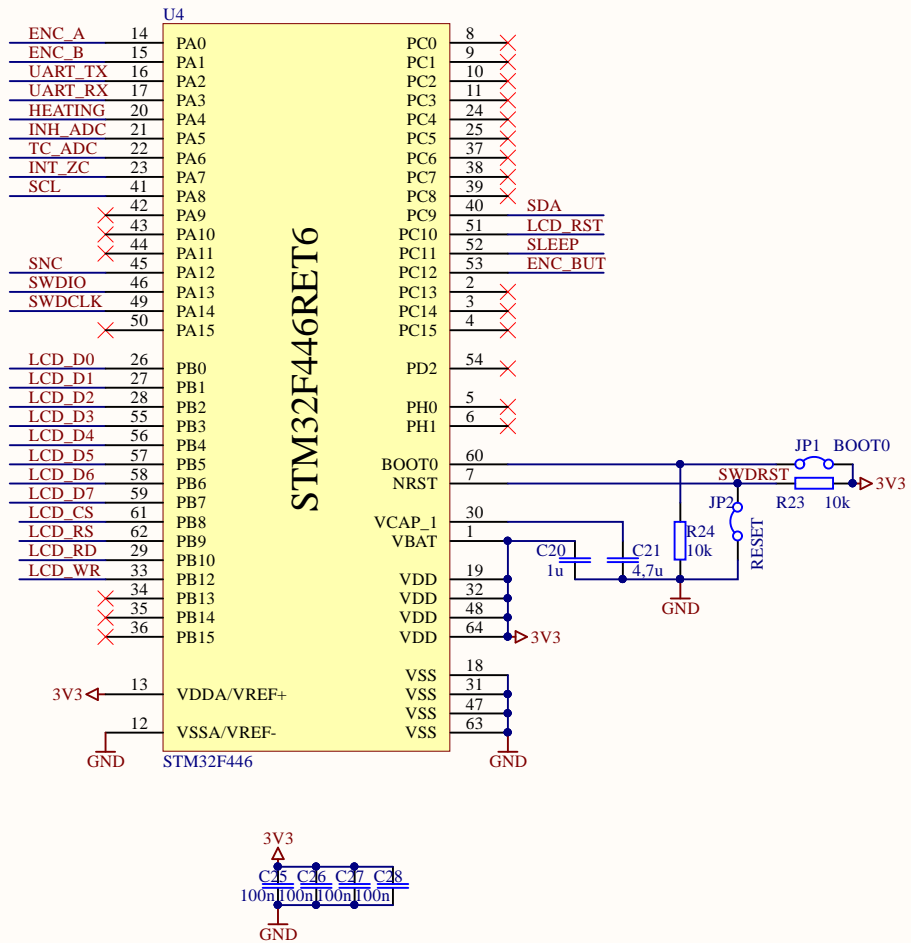 U4
ENC_A 14 PA0 PC0 8
ENC_B 15 PA1 PC1 9
UART_TX 16 PA2 PC2 10
UART_RX 17 PA3 PC3 11
HEATING 20 PA4 PC4 24
INH_ADC 21 PA5 PC5 25
TC_ADC 22 PA6 PC6 37
INT_ZC 23 PA7 PC7 38
SCL 41 PA8 PC8 39
42 PA9 PC9 40 SDA
43 PA10 PC10 51 LCD_RST
44 PA11 PC11 52 SLEEP
SNC 45 PA12 PC12 53 ENC_BUT
SWDIO 46 PA13 PC13 2
SWDCLK 49 PA14 PC14 3
50 PA15 PC15 4
STM32F446RET6
LCD_D0 26 PB0 PD2 54
LCD_D1 27 PB1
LCD_D2 28 PB2 PH0 5
LCD_D3 55 PB3 PH1 6
LCD_D4 56 PB4
JP1 BOOT0
LCD_D5 57 PB5 BOOT0 60
LCD_D6 58 PB6 NRST 7 SWDRST 3V3
LCD_D7 59 PB7 JP2 R23 10k
RESET
LCD_CS 61 PB8 VCAP_1 30
LCD_RS 62 PB9 VBAT 1 R24
LCD_RD 29 PB10 C20 C21 10k
1u 4,7u
LCD_WR 33 PB12 VDD 19
34 PB13 VDD 32 GND
35 PB14 VDD 48
36 PB15 VDD 64 3V3
VSS 18
3V3 13 VDDA/VREF+ VSS 31
VSS 47
12 VSSA/VREF- VSS 63
GND STM32F446 GND
3V3
C25 C26 C27 C28
100n 100n 100n 100n
GND